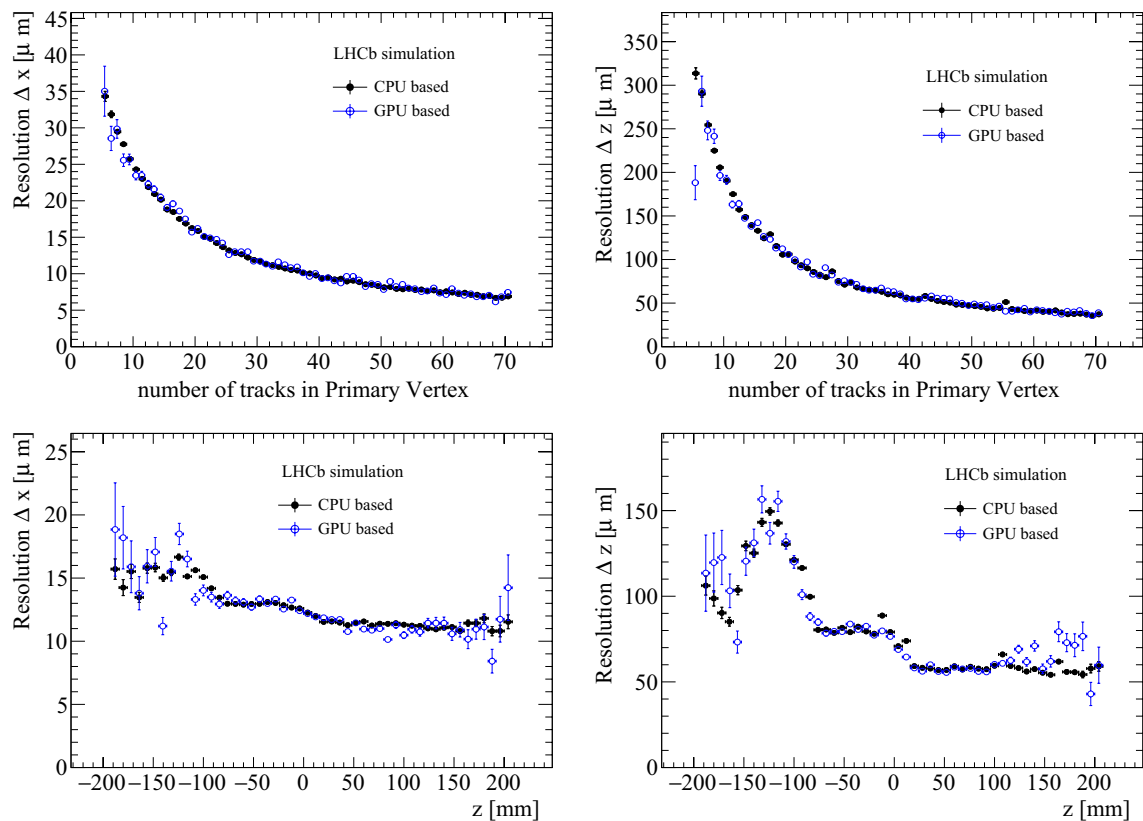 45
40
35
30
25
20
15
10
5
0
Resolution Δ x [μ m]
LHCb simulation
CPU based
GPU based
0 10 20 30 40 50 60 70
number of tracks in Primary Vertex
350
300
250
200
150
100
50
0
Resolution Δ z [μ m]
LHCb simulation
CPU based
GPU based
0 10 20 30 40 50 60 70
number of tracks in Primary Vertex
25
20
15
10
5
0
Resolution Δ x [μ m]
LHCb simulation
CPU based
GPU based
−200 −150 −100 −50 0 50 100 150 200
z [mm]
150
100
50
0
Resolution Δ z [μ m]
LHCb simulation
CPU based
GPU based
−200 −150 −100 −50 0 50 100 150 200
z [mm]